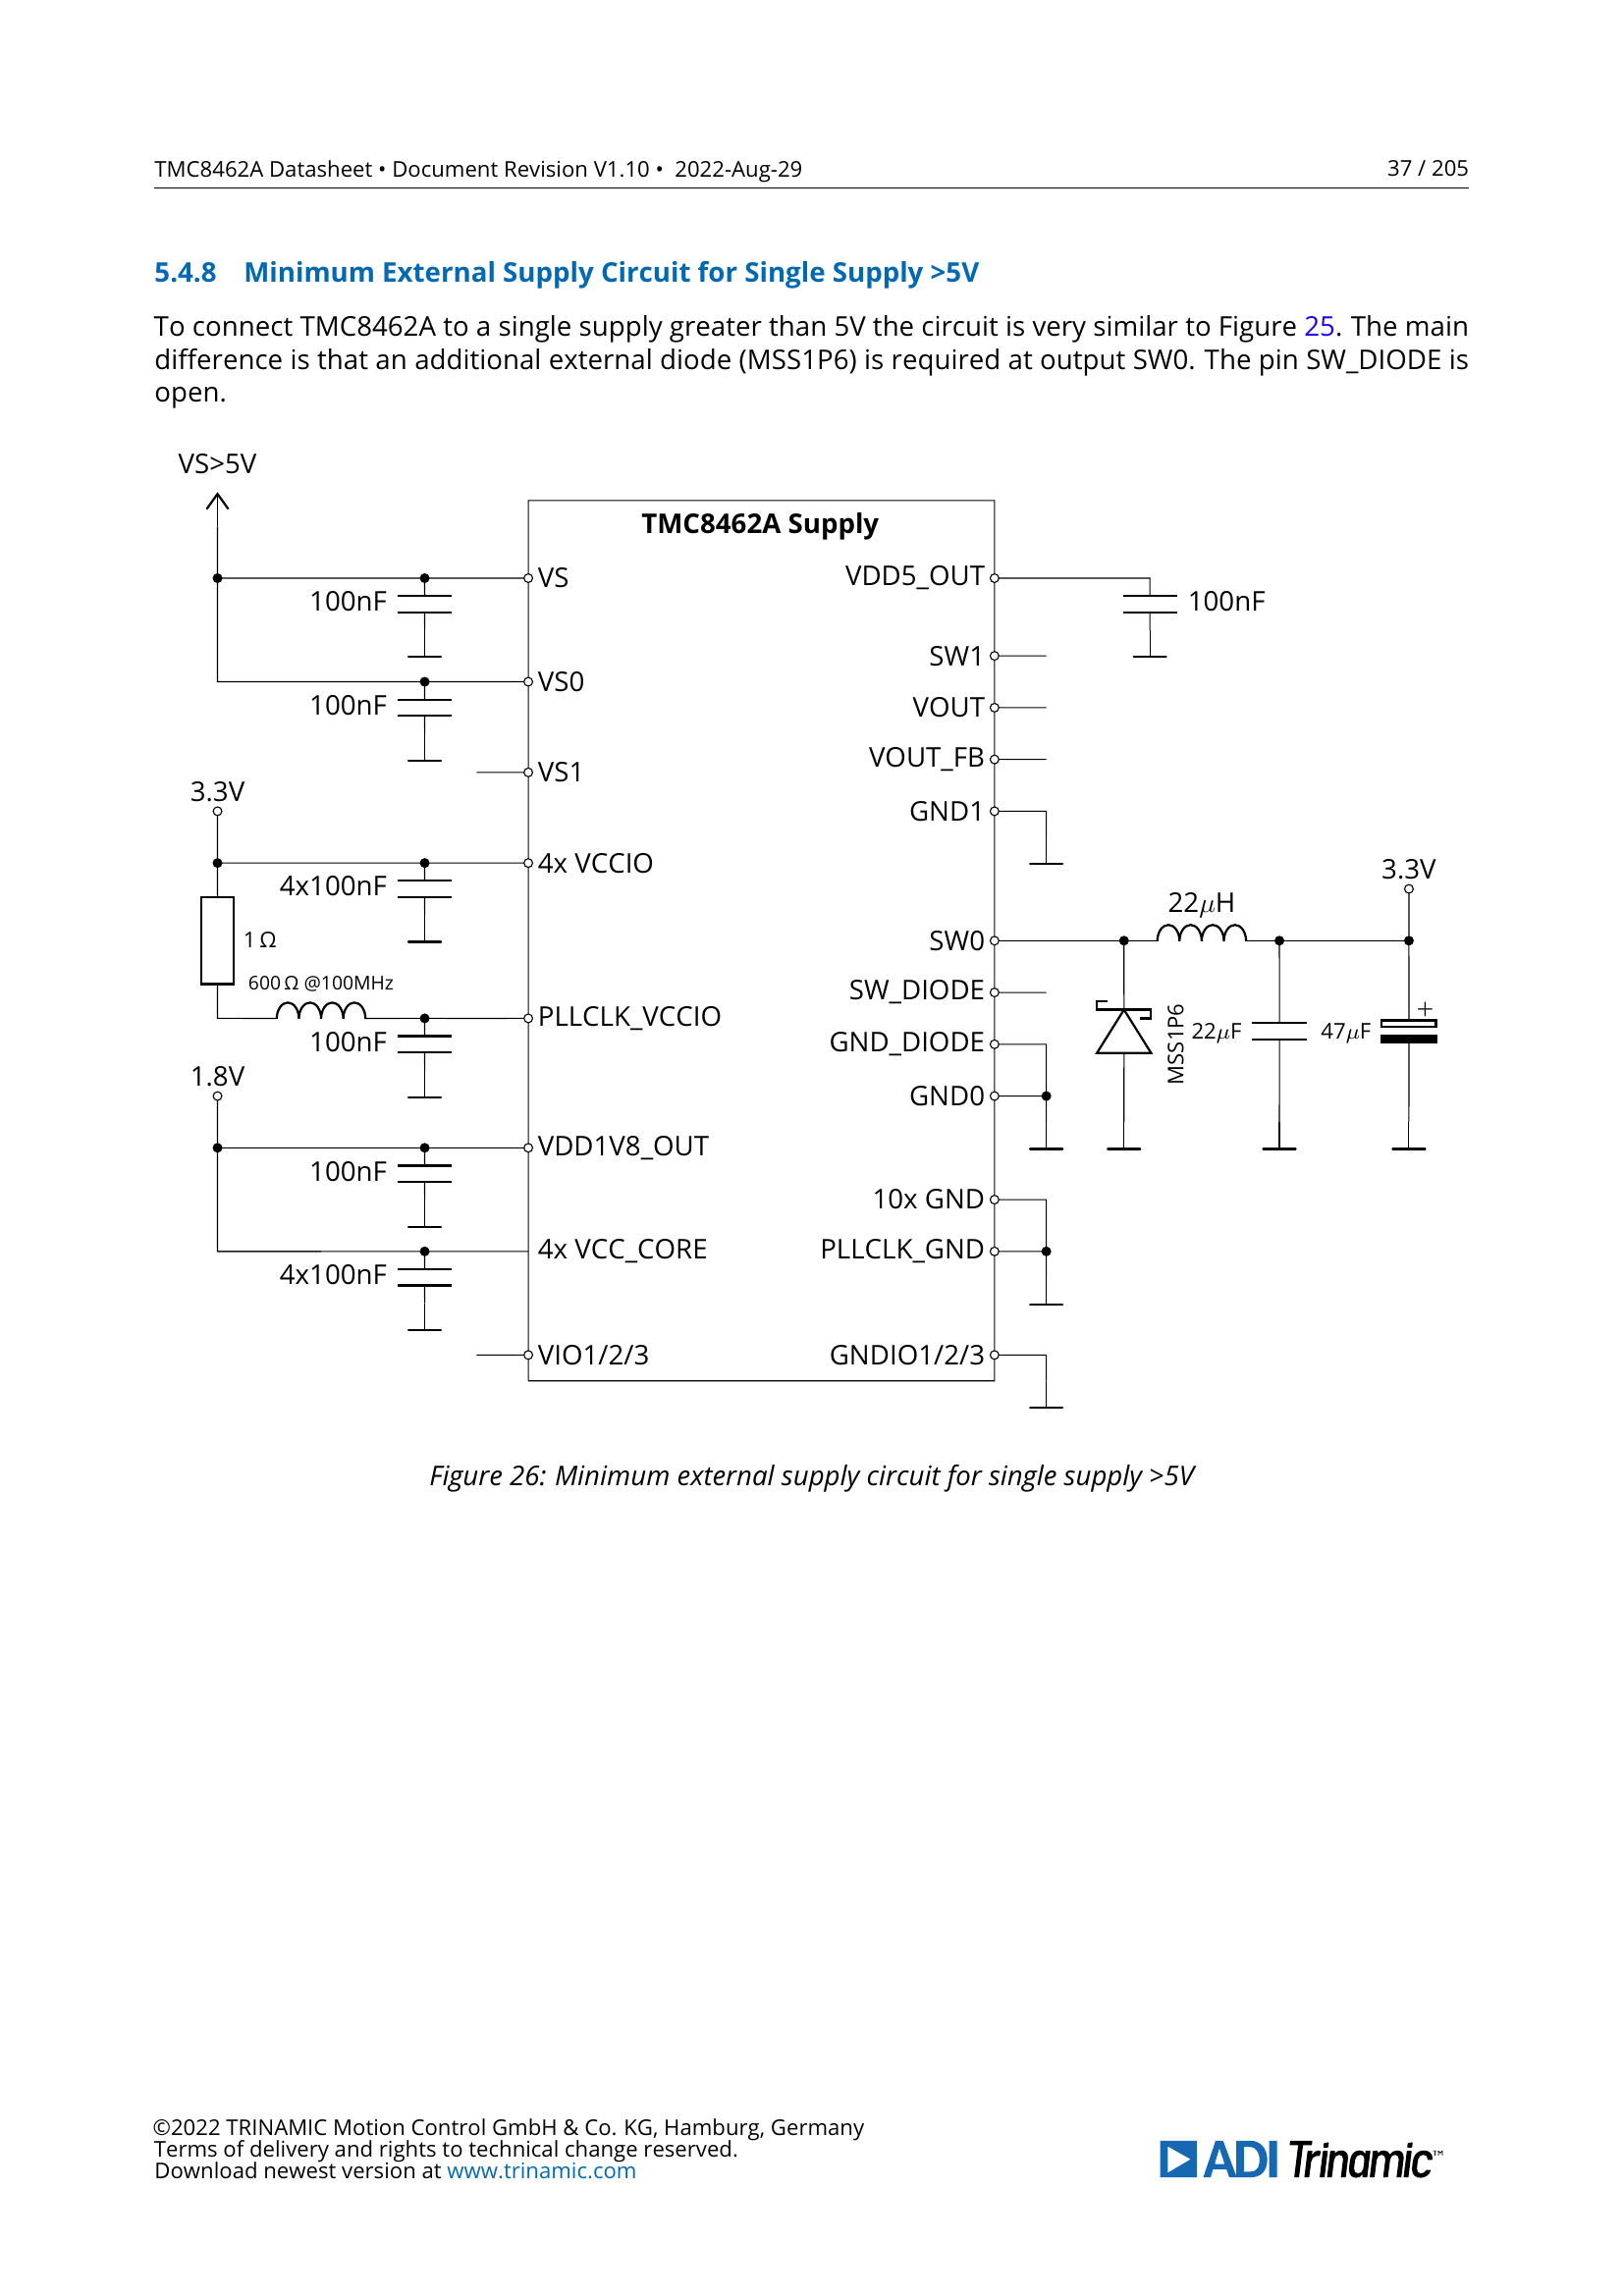 TMC8462A Datasheet • Document Revision V1.10 • 2022-Aug-29
37 / 205
5.4.8 Minimum External Supply Circuit for Single Supply >5V
To connect TMC8462A to a single supply greater than 5V the circuit is very similar to Figure 25. The main
difference is that an additional external diode (MSS1P6) is required at output SW0. The pin SW_DIODE is
open.
VS>5V
TMC8462A Supply
VS
VDD5_OUT
100nF
100nF
SW1
VS0
100nF
VOUT
VOUT_FB
VS1
3.3V
GND1
4x VCCIO
4x100nF
3.3V
22µH
1 Ω
SW0
600 Ω @100MHz
SW_DIODE
PLLCLK_VCCIO
100nF
GND_DIODE
MSS1P6
22µF
47µF
+
1.8V
GND0
VDD1V8_OUT
100nF
10x GND
4x VCC_CORE
PLLCLK_GND
4x100nF
VIO1/2/3
GNDIO1/2/3
Figure 26: Minimum external supply circuit for single supply >5V
©2022 TRINAMIC Motion Control GmbH & Co. KG, Hamburg, Germany
Terms of delivery and rights to technical change reserved.
Download newest version at www.trinamic.com
ADI Trinamic™